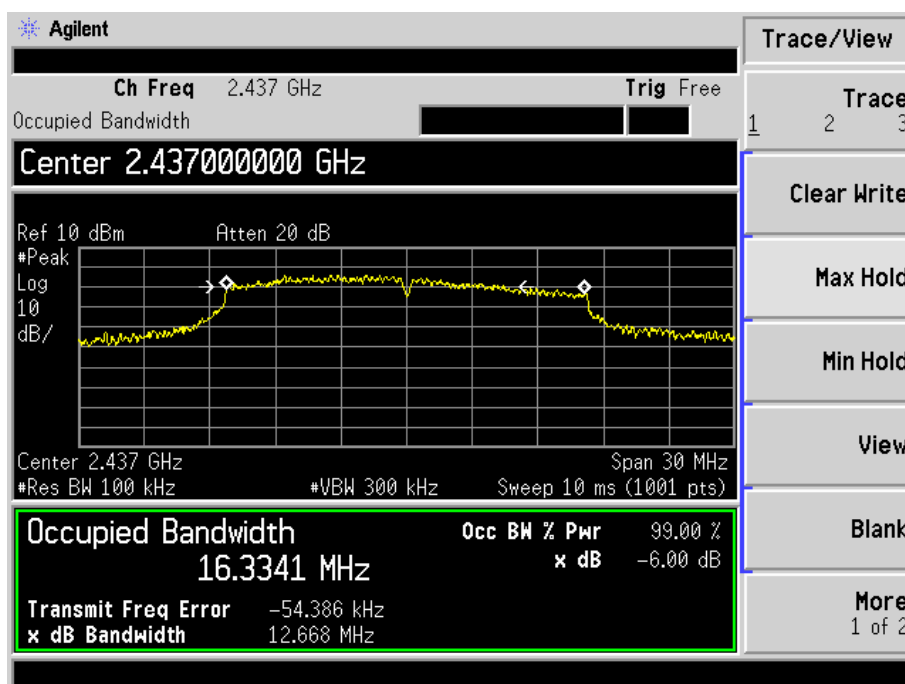 Agilent
Trace/View
Ch Freq 2.437 GHz Trig Free
Occupied Bandwidth
Trace
1 2 3
Center 2.437000000 GHz
Clear Write
Ref 10 dBm Atten 20 dB
#Peak
Log
10
dB/
Max Hold
Min Hold
View
Center 2.437 GHz Span 30 MHz
#Res BW 100 kHz #VBW 300 kHz Sweep 10 ms (1001 pts)
Blank
Occupied Bandwidth Occ BW % Pwr 99.00 %
16.3341 MHz x dB -6.00 dB
Transmit Freq Error -54.386 kHz
x dB Bandwidth 12.668 MHz
More
1 of 2